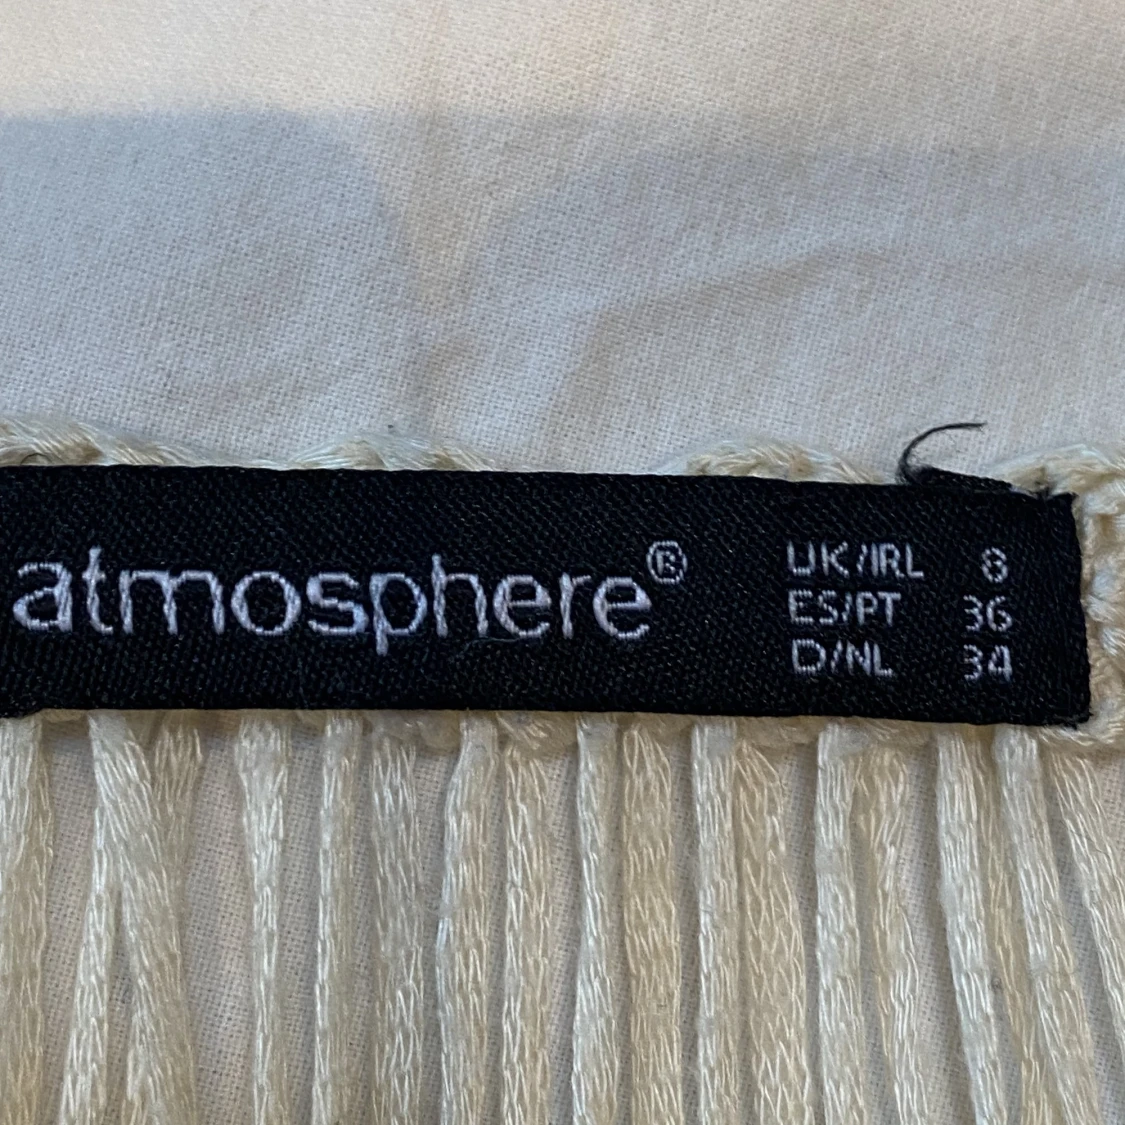 atmosphere®
UK/IRL 8
ES/PT 36
D/NL 34